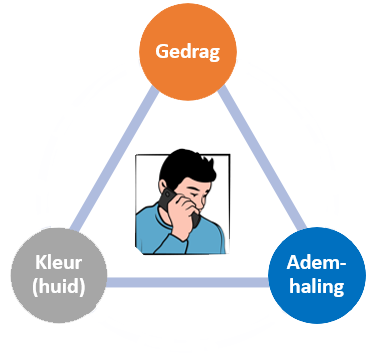 Gedrag
Kleur
(huid)
Adem-
haling